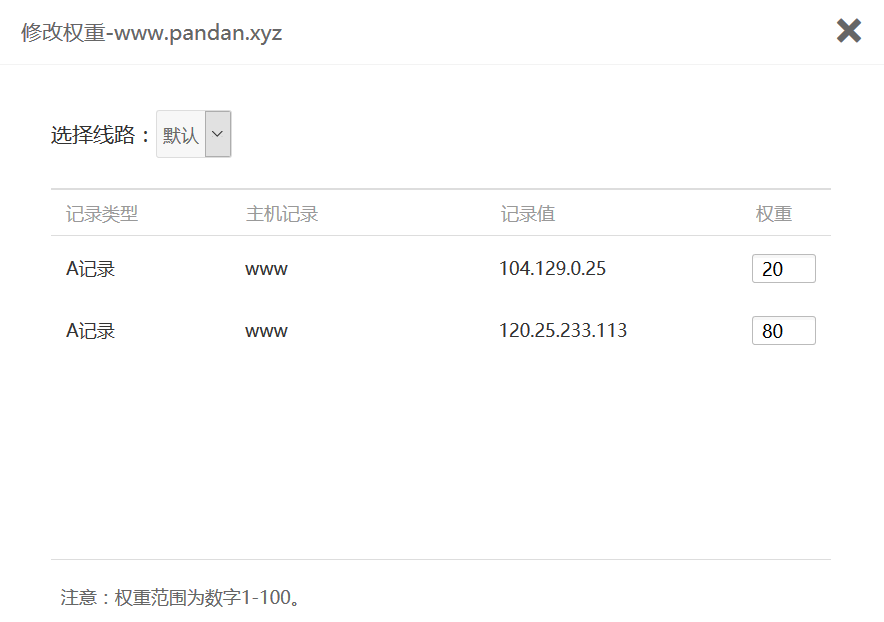 修改权重-www.pandan.xyz
选择线路： 默认
记录类型 主机记录 记录值 权重
A记录 www 104.129.0.25 20
A记录 www 120.25.233.113 80
注意：权重范围为数字1-100。